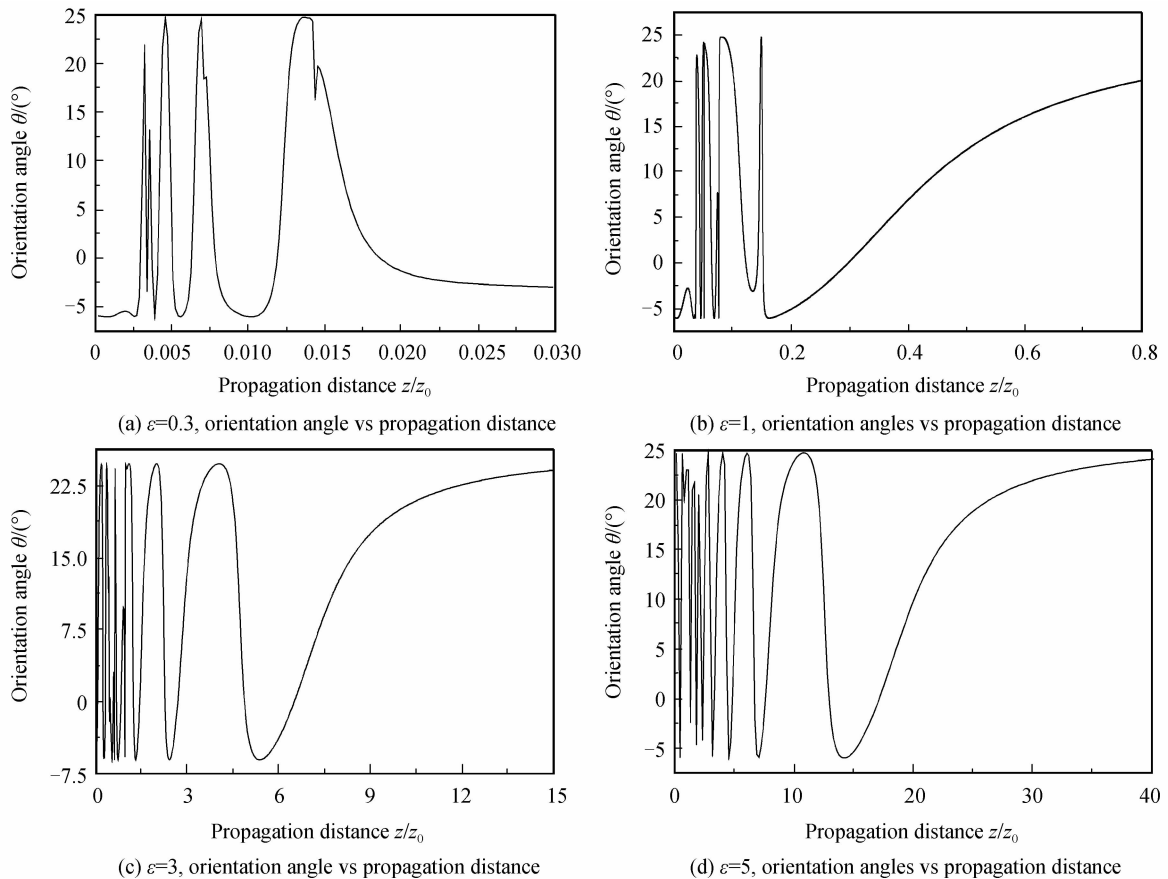 25
20
15
10
5
0
−5
Orientation angle θ/(°)
0 0.005 0.010 0.015 0.020 0.025 0.030
Propagation distance z/z₀
(a) ε=0.3, orientation angle vs propagation distance
25
20
15
10
5
0
−5
Orientation angle θ/(°)
0 0.2 0.4 0.6 0.8
Propagation distance z/z₀
(b) ε=1, orientation angles vs propagation distance
22.5
15.0
7.5
0
−7.5
Orientation angle θ/(°)
0 3 6 9 12 15
Propagation distance z/z₀
(c) ε=3, orientation angle vs propagation distance
25
20
15
10
5
0
−5
Orientation angle θ/(°)
0 10 20 30 40
Propagation distance z/z₀
(d) ε=5, orientation angles vs propagation distance